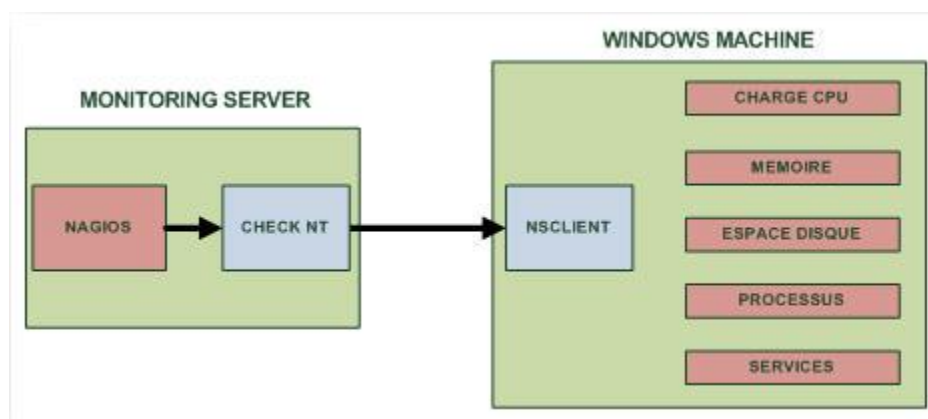 WINDOWS MACHINE
MONITORING SERVER
CHARGE CPU
MEMOIRE
NAGIOS
CHECK NT
NSCLIENT
ESPACE DISQUE
PROCESSUS
SERVICES